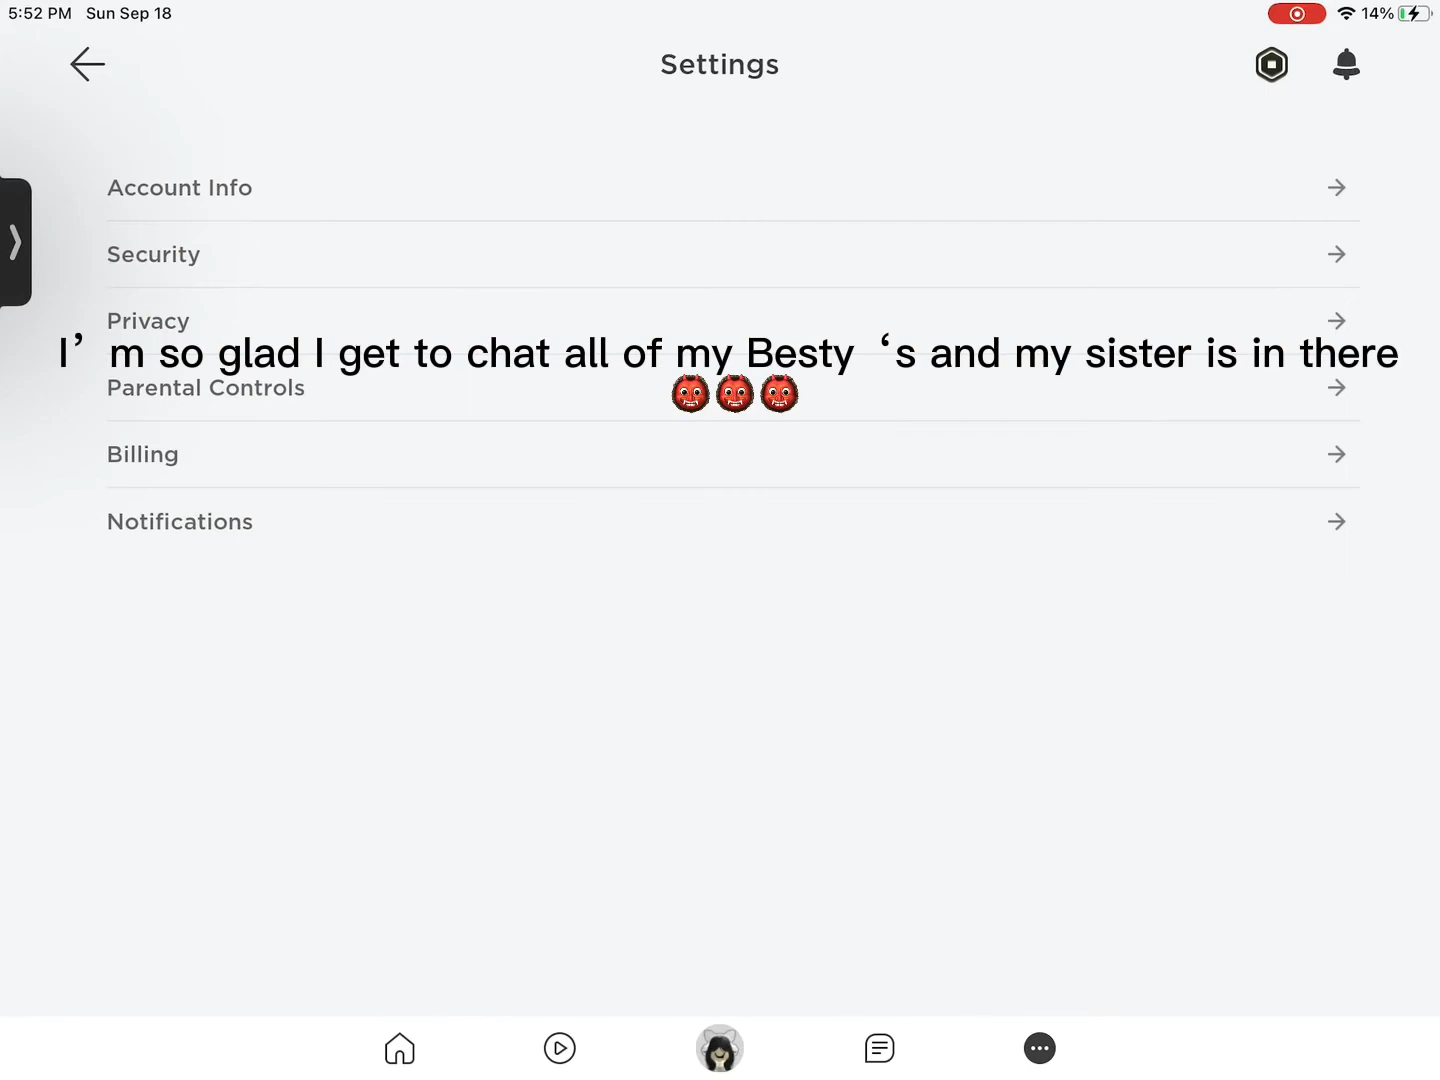 5:52 PM Sun Sep 18 14%
Settings
Account Info
Security
Privacy
I’m so glad I get to chat all of my Besty ‘s and my sister is in there
👹👹👹
Parental Controls
Billing
Notifications